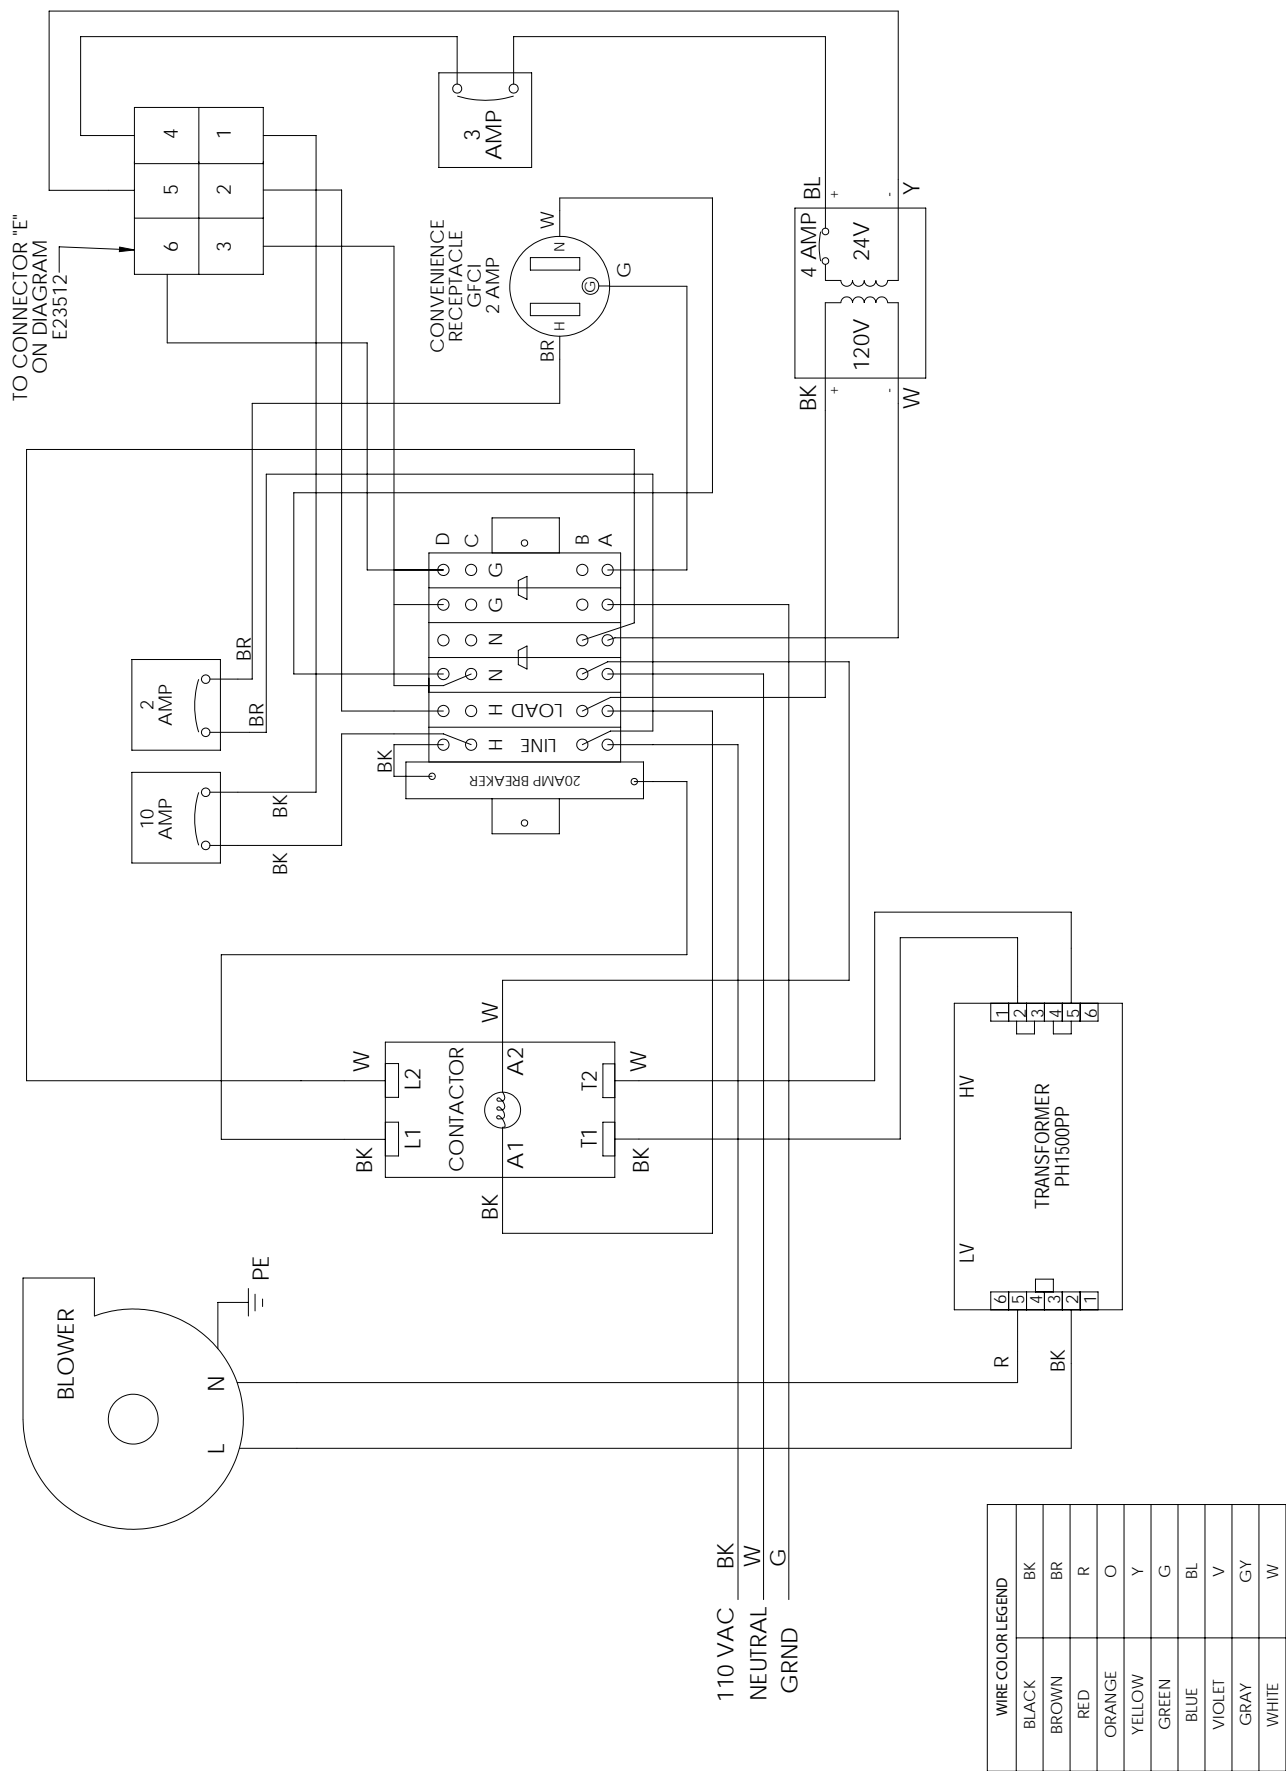 BLOWER
L
N
PE
10
AMP
2
AMP
BK
BK
BR
BR
TO CONNECTOR "E"
ON DIAGRAM
E23512
6
5
4
3
2
1
BK
W
L1
L2
CONTACTOR
BK
A1
A2
W
T1
T2
BK
W
BK
20AMP BREAKER
LINE
H
LOAD
H
N
N
G
G
D
C
B
A
CONVENIENCE
RECEPTACLE
GFCI
2 AMP
BR
W
H
N
G
G
3
AMP
BK
+
W
-
120V
24V
4 AMP
BL
+
Y
-
110 VAC
BK
NEUTRAL
W
GRND
G
LV
HV
TRANSFORMER
PH1500PP
6
5
4
3
2
1
1
2
3
4
5
6
R
BK
WIRE COLOR LEGEND
BLACK BK
BROWN BR
RED R
ORANGE O
YELLOW Y
GREEN G
BLUE BL
VIOLET V
GRAY GY
WHITE W